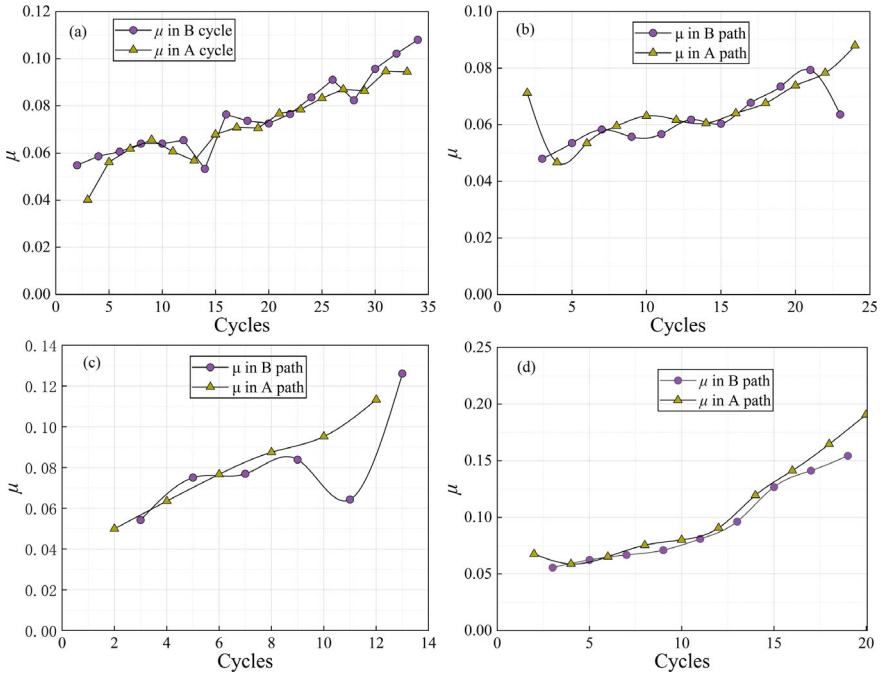 (a)
μ in B cycle
μ in A cycle
0.12
0.10
0.08
0.06
0.04
0.02
0.00
μ
0 5 10 15 20 25 30 35
Cycles
(b)
μ in B path
μ in A path
0.10
0.08
0.06
0.04
0.02
0.00
μ
5 10 15 20 25
Cycles
(c)
μ in B path
μ in A path
0.14
0.12
0.10
0.08
0.06
0.04
0.02
0.00
μ
0 2 4 6 8 10 12 14
Cycles
(d)
μ in B path
μ in A path
0.25
0.20
0.15
0.10
0.05
0.00
μ
0 5 10 15 20
Cycles